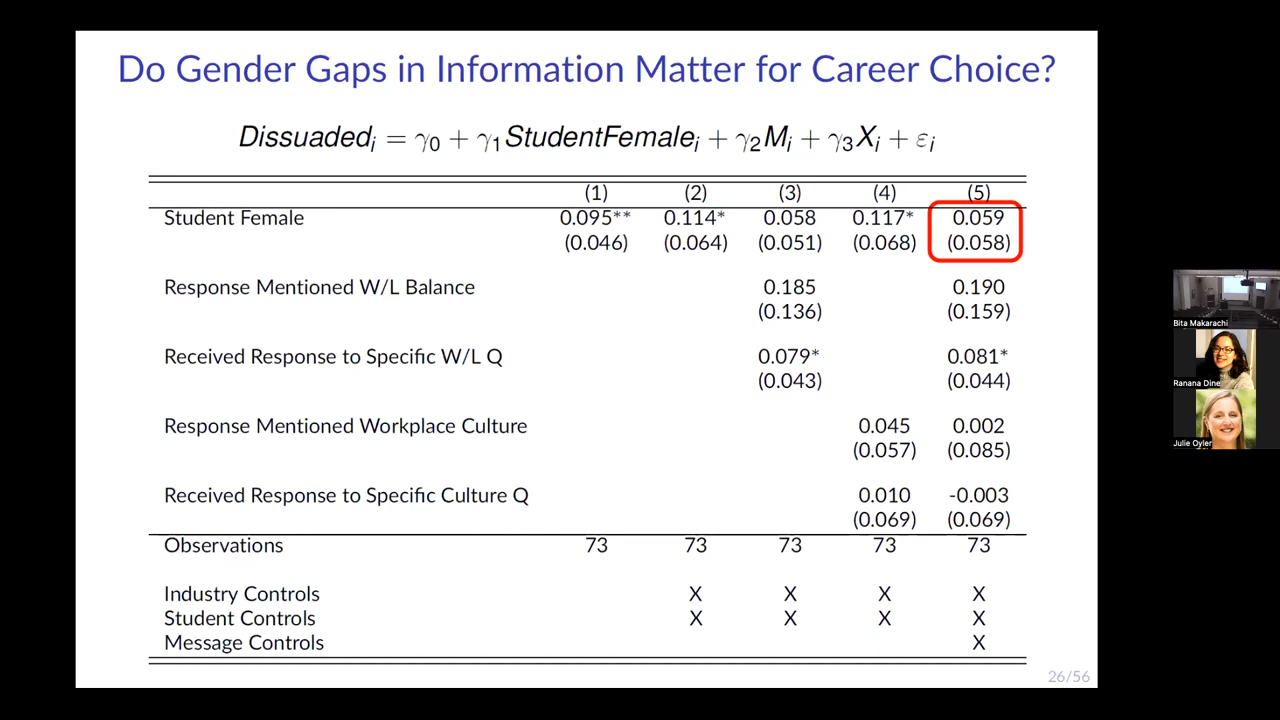 Do Gender Gaps in Information Matter for Career Choice?
Dissuadedᵢ = γ₀ + γ₁StudentFemaleᵢ + γ₂Mᵢ + γ₃Xᵢ + εᵢ
(1) (2) (3) (4) (5)
Student Female 0.095** 0.114* 0.058 0.117* 0.059
(0.046) (0.064) (0.051) (0.068) (0.058)
Response Mentioned W/L Balance 0.185 0.190
(0.136) (0.159)
Received Response to Specific W/L Q 0.079* 0.081*
(0.043) (0.044)
Response Mentioned Workplace Culture 0.045 0.002
(0.057) (0.085)
Received Response to Specific Culture Q 0.010 -0.003
(0.069) (0.069)
Observations 73 73 73 73 73
Industry Controls X X X X
Student Controls X X X X
Message Controls X
26/56
Bita Makarachi
Ranana Dine
Julie Oyler